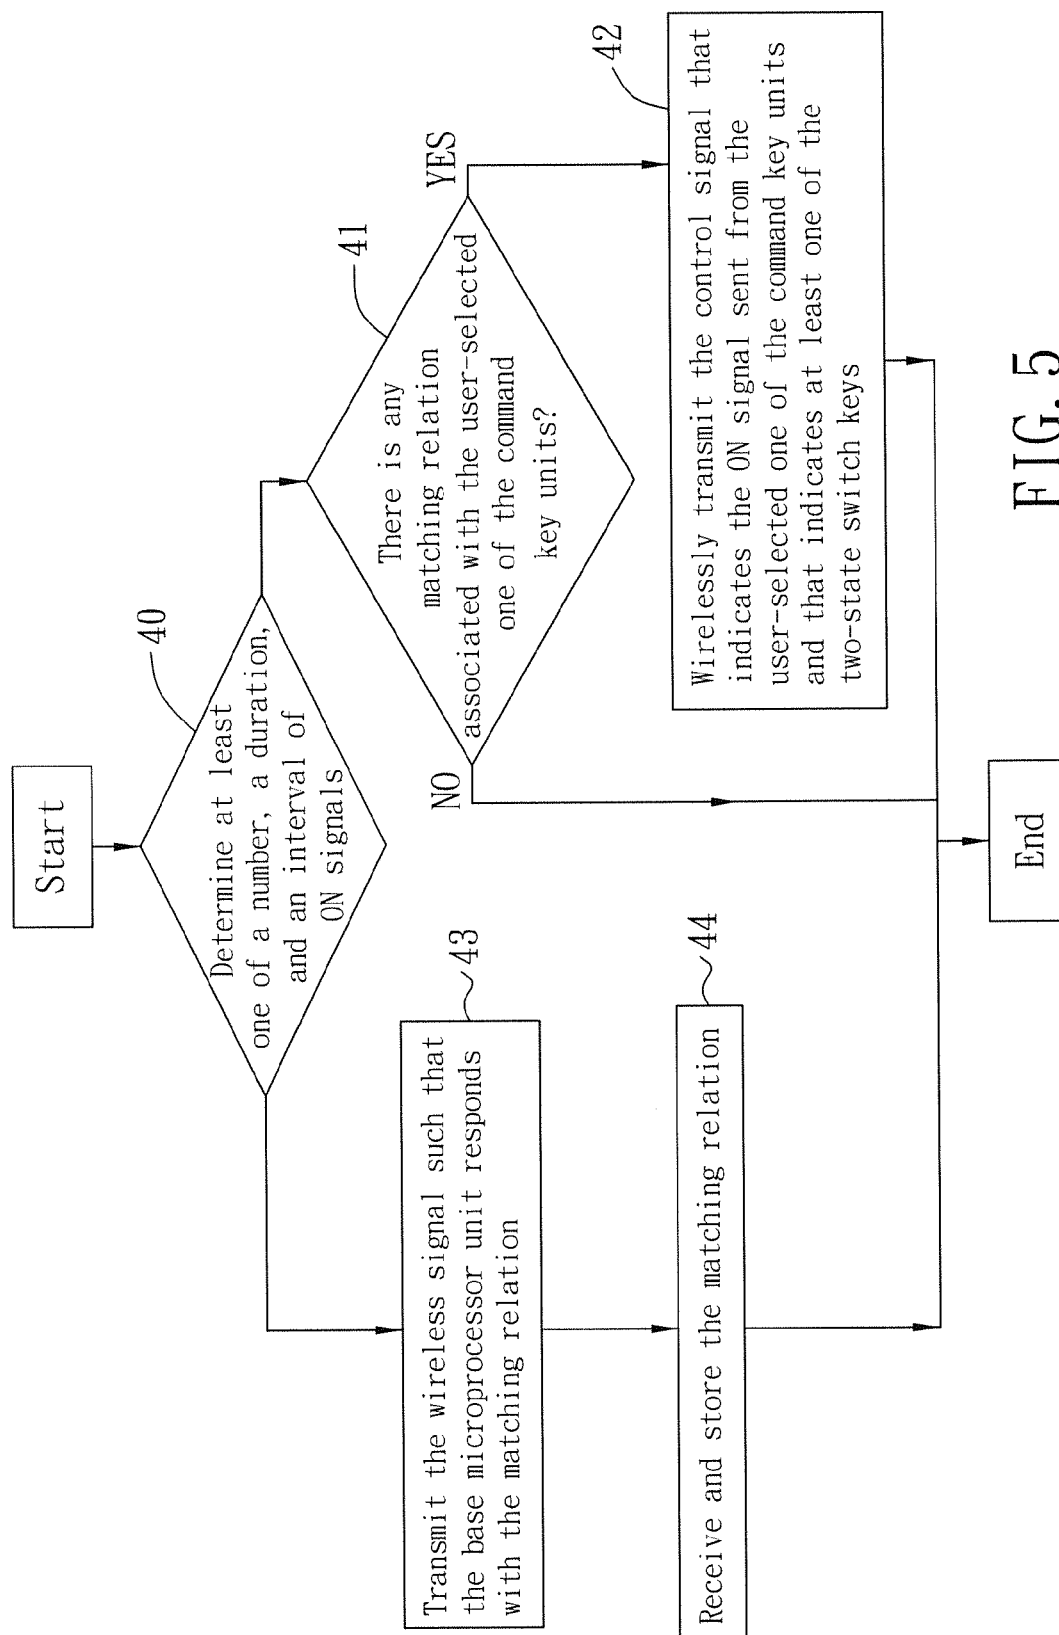 Start
40
Determine at least
one of a number, a duration,
and an interval of
ON signals
41
There is any
matching relation
associated with the user-selected
one of the command
key units?
YES
NO
42
Wirelessly transmit the control signal that
indicates the ON signal sent from the
user-selected one of the command key units
and that indicates at least one of the
two-state switch keys
43
Transmit the wireless signal such that
the base microprocessor unit responds
with the matching relation
44
Receive and store the matching relation
End
FIG. 5